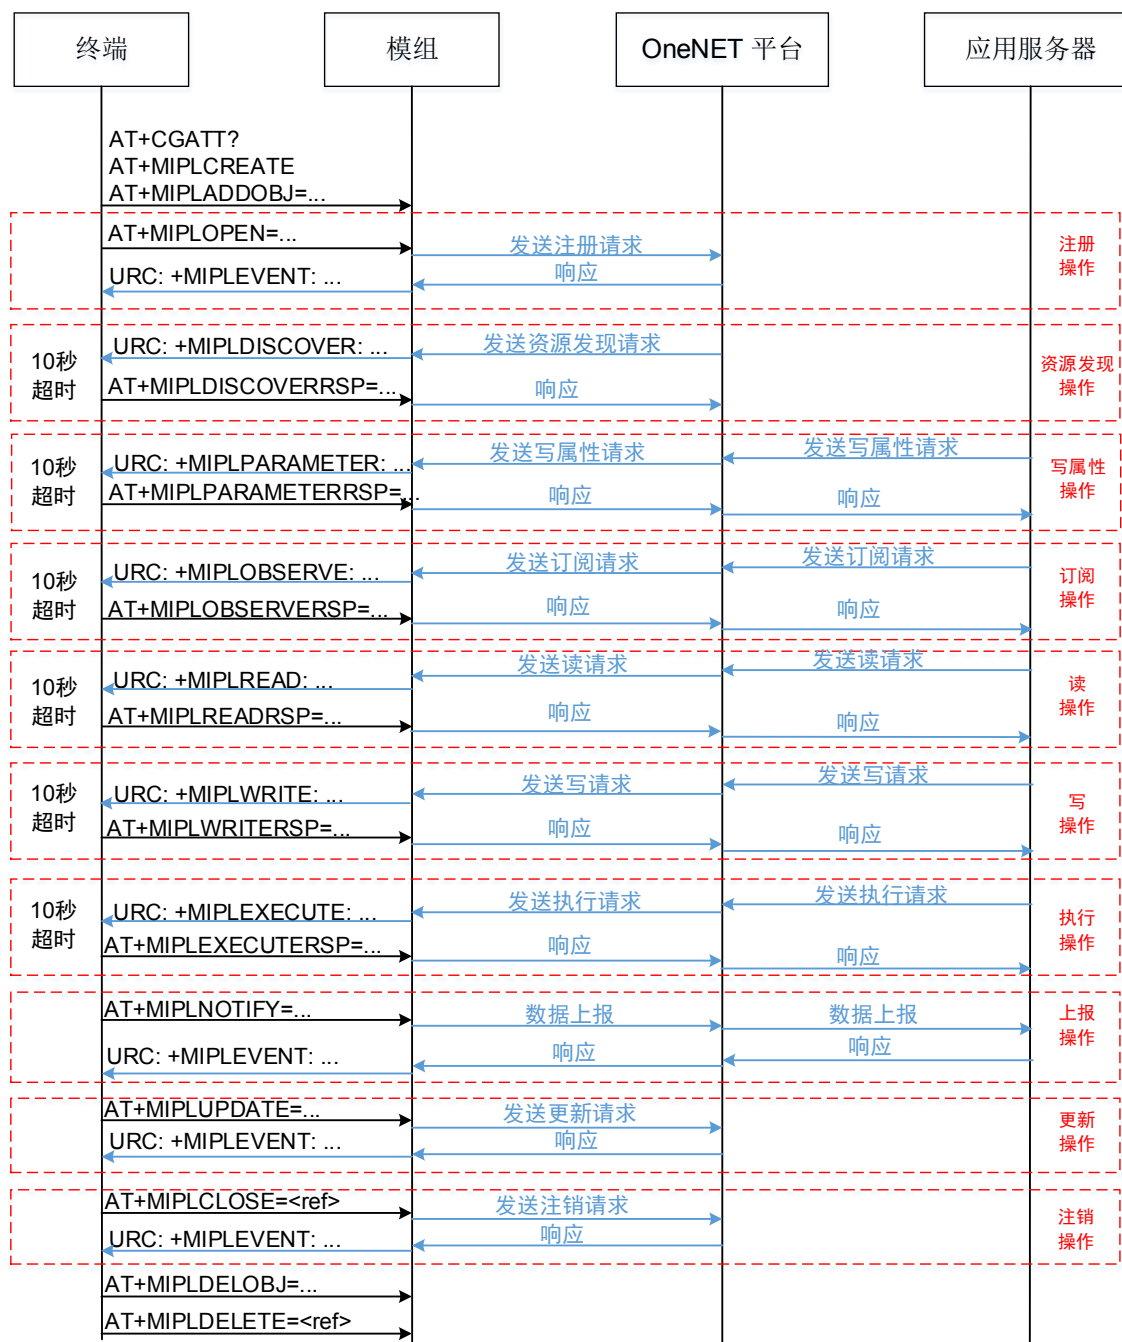 终端
模组
OneNET 平台
应用服务器
AT+CGATT?
AT+MIPLCREATE
AT+MIPLADDOBJ=...
AT+MIPLOPEN=...
发送注册请求
URC: +MIPLEVENT: ...
响应
注册
操作
URC: +MIPLDISCOVER: ...
发送资源发现请求
10秒
超时
AT+MIPLDISCOVERRSP=...
响应
资源发现
操作
URC: +MIPLPARAMETER: ...
发送写属性请求
发送写属性请求
10秒
超时
AT+MIPLPARAMETERRSP=...
响应
响应
写属性
操作
URC: +MIPLOBSERVE: ...
发送订阅请求
发送订阅请求
10秒
超时
AT+MIPLOBSERVERSP=...
响应
响应
订阅
操作
URC: +MIPLREAD: ...
发送读请求
发送读请求
10秒
超时
AT+MIPLREADRSP=...
响应
响应
读
操作
URC: +MIPLWRITE: ...
发送写请求
发送写请求
10秒
超时
AT+MIPLWRITERSP=...
响应
响应
写
操作
URC: +MIPLEXECUTE: ...
发送执行请求
发送执行请求
10秒
超时
AT+MIPLEXECUTERSP=...
响应
响应
执行
操作
AT+MIPLNOTIFY=...
数据上报
数据上报
URC: +MIPLEVENT: ...
响应
响应
上报
操作
AT+MIPLUPDATE=...
发送更新请求
URC: +MIPLEVENT: ...
响应
更新
操作
AT+MIPLCLOSE=<ref>
发送注销请求
URC: +MIPLEVENT: ...
响应
注销
操作
AT+MIPLDELOBJ=...
AT+MIPLDELETE=<ref>